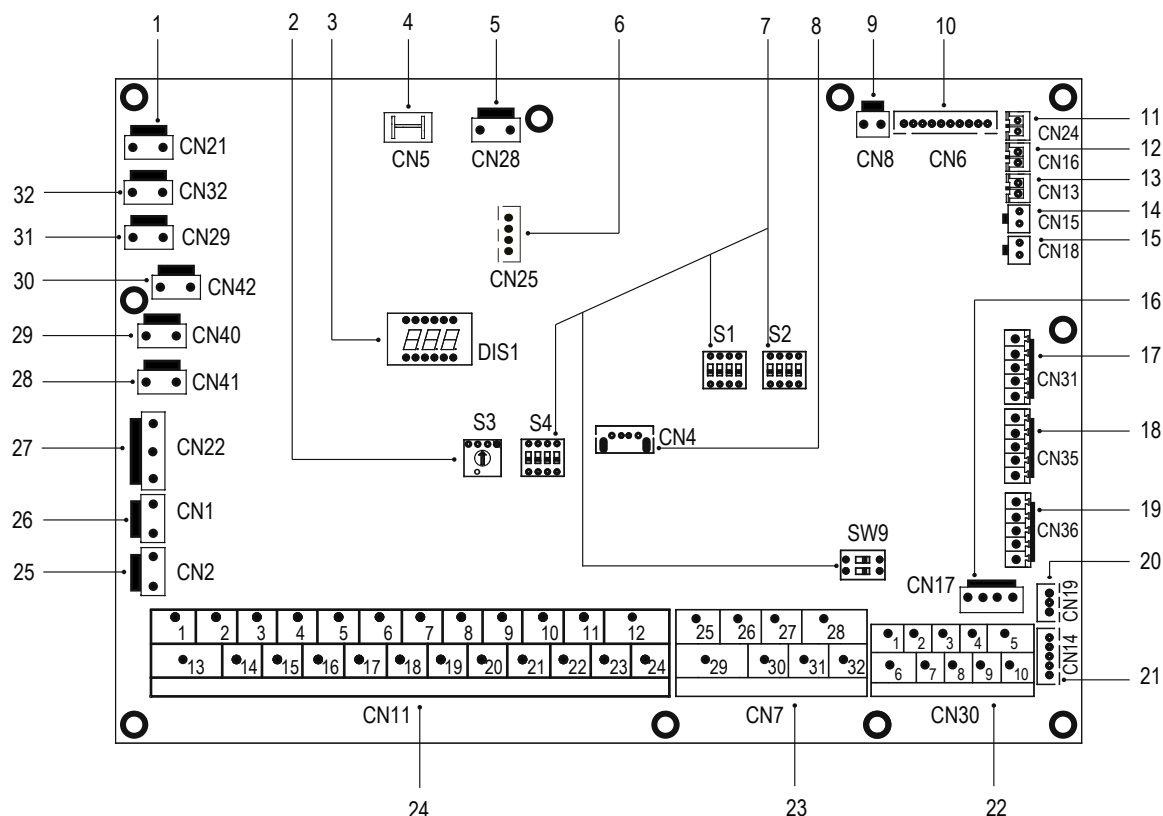 1 2 3 4 5 6 7 8 9 10
11
12
13
14
15
16
17
18
19
20
21
22
23
24
25
26
27
28
29
30
31
32
CN21
CN32
CN29
CN42
CN40
CN41
CN22
CN1
CN2
CN5
CN28
CN25
DIS1
S1 S2
S3 S4
CN4
SW9
CN8 CN6
CN24
CN16
CN13
CN15
CN18
CN31
CN35
CN36
CN17
CN19
CN14
1 2 3 4 5 6 7 8 9 10 11 12
13 14 15 16 17 18 19 20 21 22 23 24
CN11
25 26 27 28
29 30 31 32
CN7
1 2 3 4 5
6 7 8 9 10
CN30